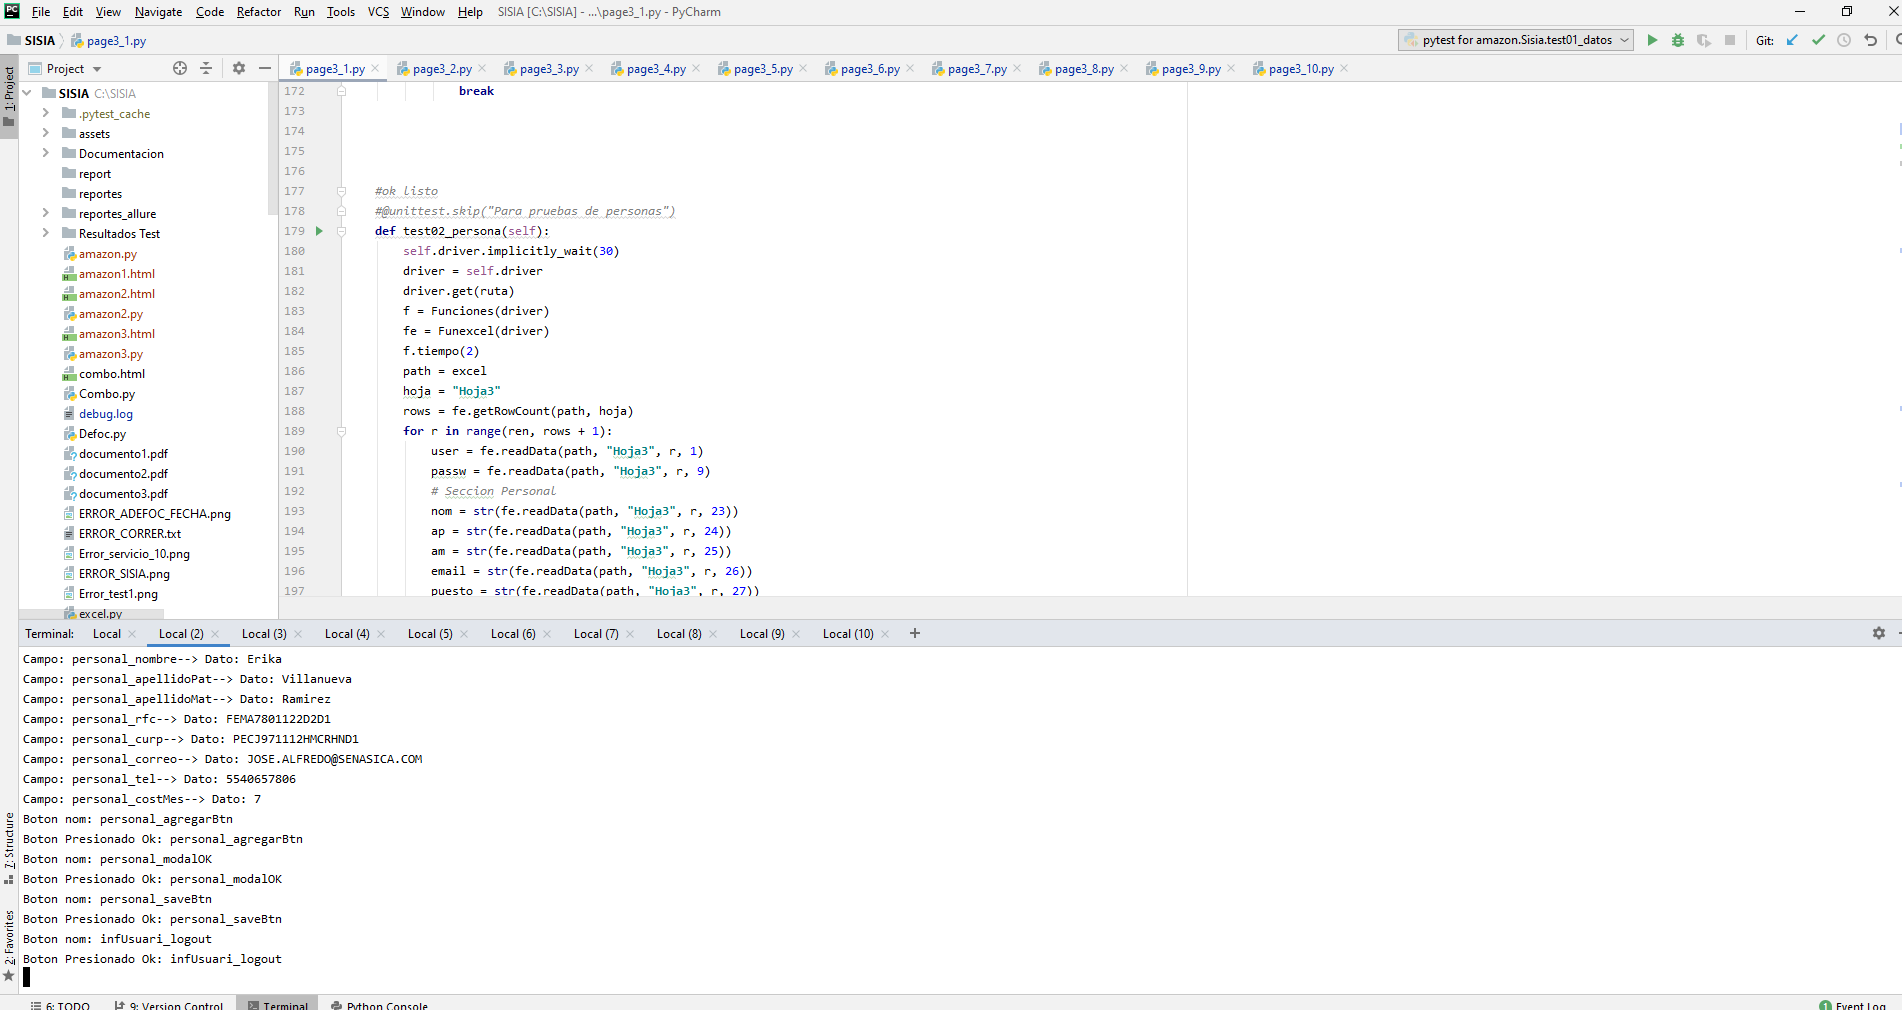 PC File Edit View Navigate Code Refactor Run Tools VCS Window Help SISIA [C:\SISIA] - ...\page3_1.py - PyCharm
SISIA page3_1.py pytest for amazon.Sisia.test01_datos Git:
1: Project
Project
page3_1.py page3_2.py page3_3.py page3_4.py page3_5.py page3_6.py page3_7.py page3_8.py page3_9.py page3_10.py
SISIA C:\SISIA
.pytest_cache
assets
Documentacion
report
reportes
reportes_allure
Resultados Test
amazon.py
amazon1.html
amazon2.html
amazon2.py
amazon3.html
amazon3.py
combo.html
Combo.py
debug.log
Defoc.py
documento1.pdf
documento2.pdf
documento3.pdf
ERROR_ADEFOC_FECHA.png
ERROR_CORRER.txt
Error_servicio_10.png
ERROR_SISIA.png
Error_test1.png
excel.py
172 break
173
174
175
176
177 #ok listo
178 #@unittest.skip("Para pruebas de personas")
179 def test02_persona(self):
180 self.driver.implicitly_wait(30)
181 driver = self.driver
182 driver.get(ruta)
183 f = Funciones(driver)
184 fe = Funexcel(driver)
185 f.tiempo(2)
186 path = excel
187 hoja = "Hoja3"
188 rows = fe.getRowCount(path, hoja)
189 for r in range(ren, rows + 1):
190 user = fe.readData(path, "Hoja3", r, 1)
191 passw = fe.readData(path, "Hoja3", r, 9)
192 # Seccion Personal
193 nom = str(fe.readData(path, "Hoja3", r, 23))
194 ap = str(fe.readData(path, "Hoja3", r, 24))
195 am = str(fe.readData(path, "Hoja3", r, 25))
196 email = str(fe.readData(path, "Hoja3", r, 26))
197 puesto = str(fe.readData(path, "Hoja3", r, 27))
Terminal: Local Local (2) Local (3) Local (4) Local (5) Local (6) Local (7) Local (8) Local (9) Local (10)
Campo: personal_nombre--> Dato: Erika
Campo: personal_apellidoPat--> Dato: Villanueva
Campo: personal_apellidoMat--> Dato: Ramirez
Campo: personal_rfc--> Dato: FEMA7801122D2D1
Campo: personal_curp--> Dato: PECJ971112HMCRHND1
Campo: personal_correo--> Dato: JOSE.ALFREDO@SENASICA.COM
Campo: personal_tel--> Dato: 5540657806
Campo: personal_costMes--> Dato: 7
Boton nom: personal_agregarBtn
Boton Presionado Ok: personal_agregarBtn
Boton nom: personal_modalOK
Boton Presionado Ok: personal_modalOK
Boton nom: personal_saveBtn
Boton Presionado Ok: personal_saveBtn
Boton nom: infUsuari_logout
Boton Presionado Ok: infUsuari_logout
7: Structure
2: Favorites
6: TODO 9: Version Control Terminal Python Console 1 Event Log